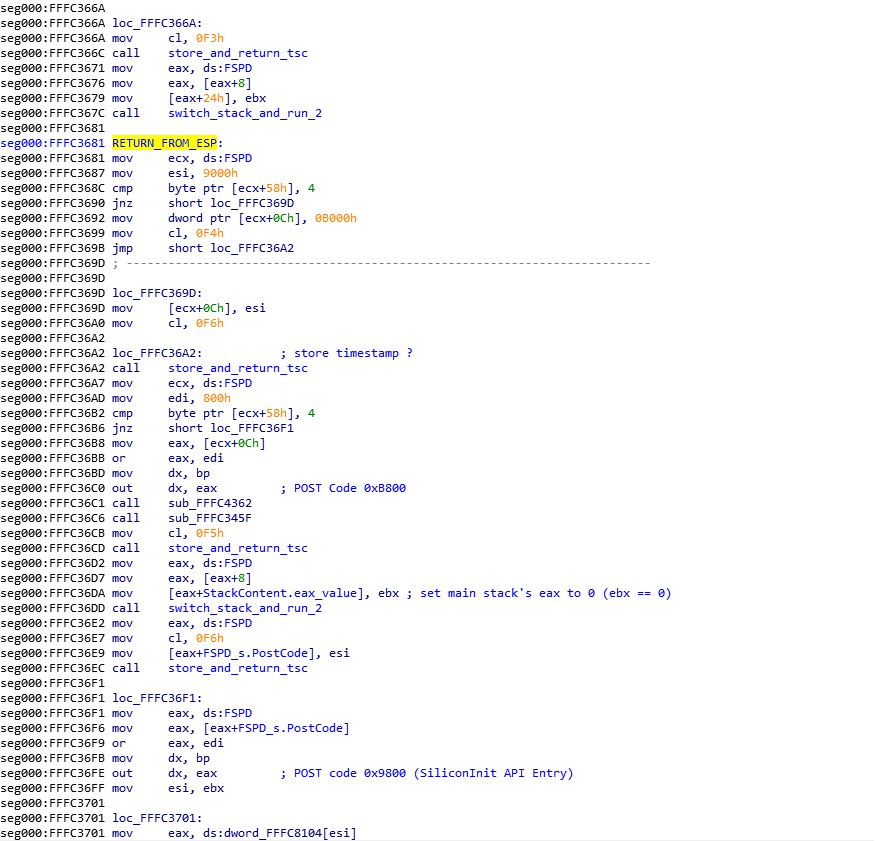 seg000:FFFC366A
seg000:FFFC366A loc_FFFC366A:
seg000:FFFC366A mov cl, 0F3h
seg000:FFFC366C call store_and_return_tsc
seg000:FFFC3671 mov eax, ds:FSPD
seg000:FFFC3676 mov eax, [eax+8]
seg000:FFFC3679 mov [eax+24h], ebx
seg000:FFFC367C call switch_stack_and_run_2
seg000:FFFC3681
seg000:FFFC3681 RETURN_FROM_ESP:
seg000:FFFC3681 mov ecx, ds:FSPD
seg000:FFFC3687 mov esi, 9000h
seg000:FFFC368C cmp byte ptr [ecx+58h], 4
seg000:FFFC3690 jnz short loc_FFFC369D
seg000:FFFC3692 mov dword ptr [ecx+0Ch], 0B000h
seg000:FFFC3699 mov cl, 0F4h
seg000:FFFC369B jmp short loc_FFFC36A2
seg000:FFFC369D ; ---------------------------------------------------------------------------
seg000:FFFC369D
seg000:FFFC369D loc_FFFC369D:
seg000:FFFC369D mov [ecx+0Ch], esi
seg000:FFFC36A0 mov cl, 0F6h
seg000:FFFC36A2
seg000:FFFC36A2 loc_FFFC36A2: ; store timestamp ?
seg000:FFFC36A2 call store_and_return_tsc
seg000:FFFC36A7 mov ecx, ds:FSPD
seg000:FFFC36AD mov edi, 800h
seg000:FFFC36B2 cmp byte ptr [ecx+58h], 4
seg000:FFFC36B6 jnz short loc_FFFC36F1
seg000:FFFC36B8 mov eax, [ecx+0Ch]
seg000:FFFC36BB or eax, edi
seg000:FFFC36BD mov dx, bp
seg000:FFFC36C0 out dx, eax ; POST Code 0xB800
seg000:FFFC36C1 call sub_FFFC4362
seg000:FFFC36C6 call sub_FFFC345F
seg000:FFFC36CB mov cl, 0F5h
seg000:FFFC36CD call store_and_return_tsc
seg000:FFFC36D2 mov eax, ds:FSPD
seg000:FFFC36D7 mov eax, [eax+8]
seg000:FFFC36DA mov [eax+StackContent.eax_value], ebx ; set main stack's eax to 0 (ebx == 0)
seg000:FFFC36DD call switch_stack_and_run_2
seg000:FFFC36E2 mov eax, ds:FSPD
seg000:FFFC36E7 mov cl, 0F6h
seg000:FFFC36E9 mov [eax+FSPD_s.PostCode], esi
seg000:FFFC36EC call store_and_return_tsc
seg000:FFFC36F1
seg000:FFFC36F1 loc_FFFC36F1:
seg000:FFFC36F1 mov eax, ds:FSPD
seg000:FFFC36F6 mov eax, [eax+FSPD_s.PostCode]
seg000:FFFC36F9 or eax, edi
seg000:FFFC36FB mov dx, bp
seg000:FFFC36FE out dx, eax ; POST code 0x9800 (SiliconInit API Entry)
seg000:FFFC36FF mov esi, ebx
seg000:FFFC3701
seg000:FFFC3701 loc_FFFC3701:
seg000:FFFC3701 mov eax, ds:dword_FFFC8104[esi]